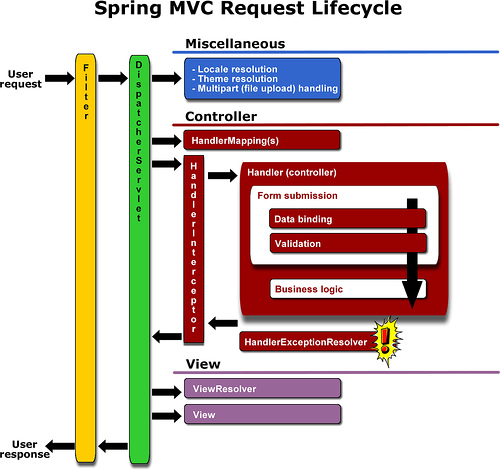 Spring MVC Request Lifecycle
Miscellaneous
User
request
Filter
DispatcherServlet
- Locale resolution
- Theme resolution
- Multipart (file upload) handling
Controller
HandlerMapping(s)
HandlerInterceptor
Handler (controller)
Form submission
Data binding
Validation
Business logic
HandlerExceptionResolver
!
View
ViewResolver
View
User
response